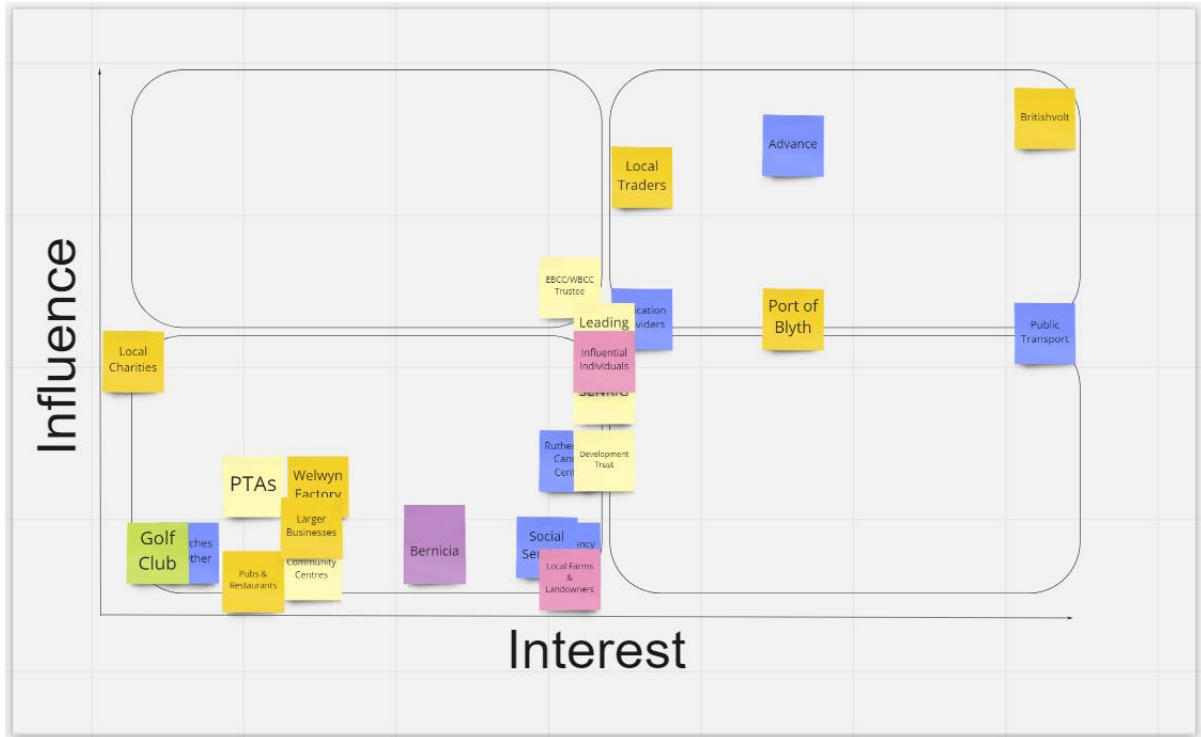 Britishvolt
Advance
Local
Traders
EBCC/WBCC
Trustee
Leading
Port of
Blyth
Public
Transport
Local
Charities
Influential
Individuals
Development
Trust
PTAs
Welwyn
Factory
Larger
Businesses
Golf
Club
Social
Bernicia
Community
Centres
Pubs &
Restaurants
Local Farms
&
Landowners
Influence
Interest